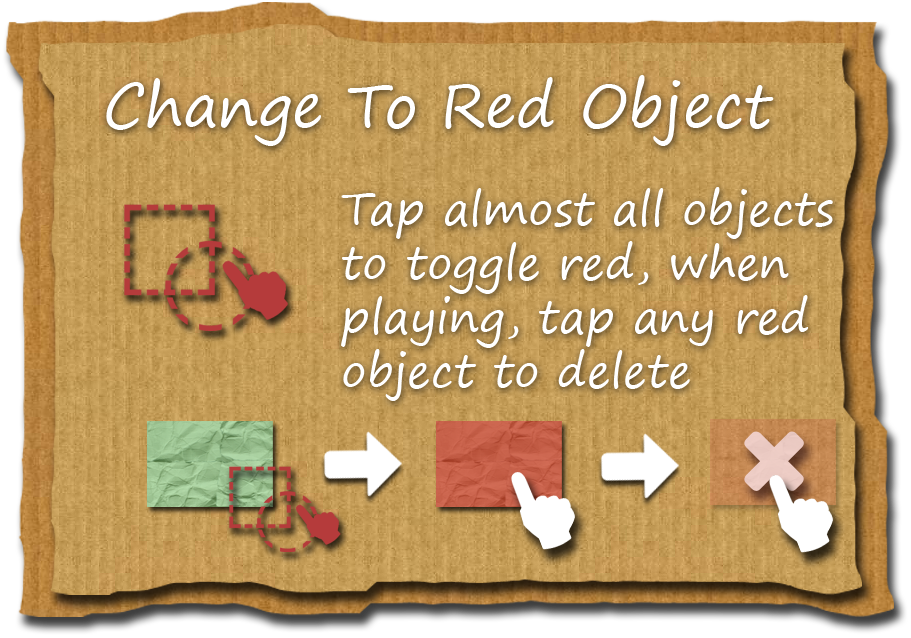 Change To Red Object
Tap almost all objects
to toggle red, when
playing, tap any red
object to delete